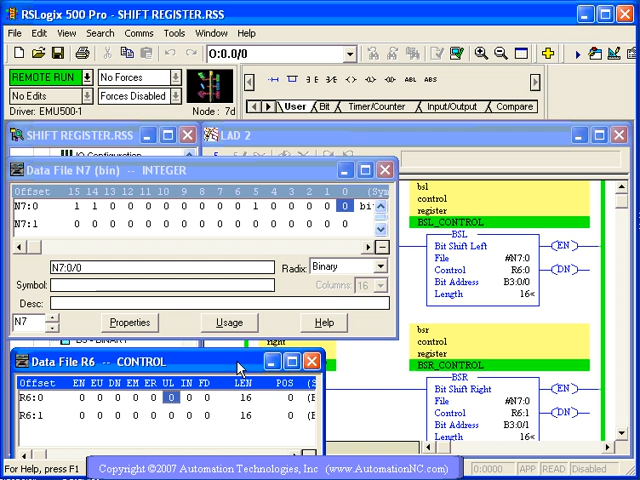 RSLogix 500 Pro - SHIFT REGISTER.RSS
File Edit View Search Comms Tools Window Help
O:0.0/0
REMOTE RUN No Forces
No Edits Forces Disabled
Driver: EMU500-1 Node : 7d
ABL ABS
User Bit Timer/Counter Input/Output Compare
SHIFT REGISTER.RSS
LAD 2
IO Configuration
Data File N7 (bin) -- INTEGER
Offset 15 14 13 12 11 10 9 8 7 6 5 4 3 2 1 0 (Sym
N7:0 1 1 0 0 0 0 0 0 0 0 1 0 0 0 0 0 bi
N7:1 0 0 0 0 0 0 0 0 0 0 0 0 0 0 0 0
N7:0/0
Radix: Binary
Symbol:
Columns: 16
Desc:
N7
Properties Usage Help
BINARY
right
bsl
control
register
BSL_CONTROL
BSL
Bit Shift Left
File #N7:0
Control R6:0
Bit Address B3:0/0
Length 16<
EN
DN
bsr
control
register
BSR_CONTROL
BSR
Bit Shift Right
File #N7:0
Control R6:1
Bit Address B3:0/1
Length 16<
EN
DN
Data File R6 -- CONTROL
Offset EN EU DN EM ER UL IN FD LEN POS (S
R6:0 0 0 0 0 0 0 0 0 16 0 (B
R6:1 0 0 0 0 0 0 0 0 16 0 (B
For Help, press F1
Copyright ©2007 Automation Technologies, Inc (www.AutomationNC.com)
0:0000 APP READ Disabled